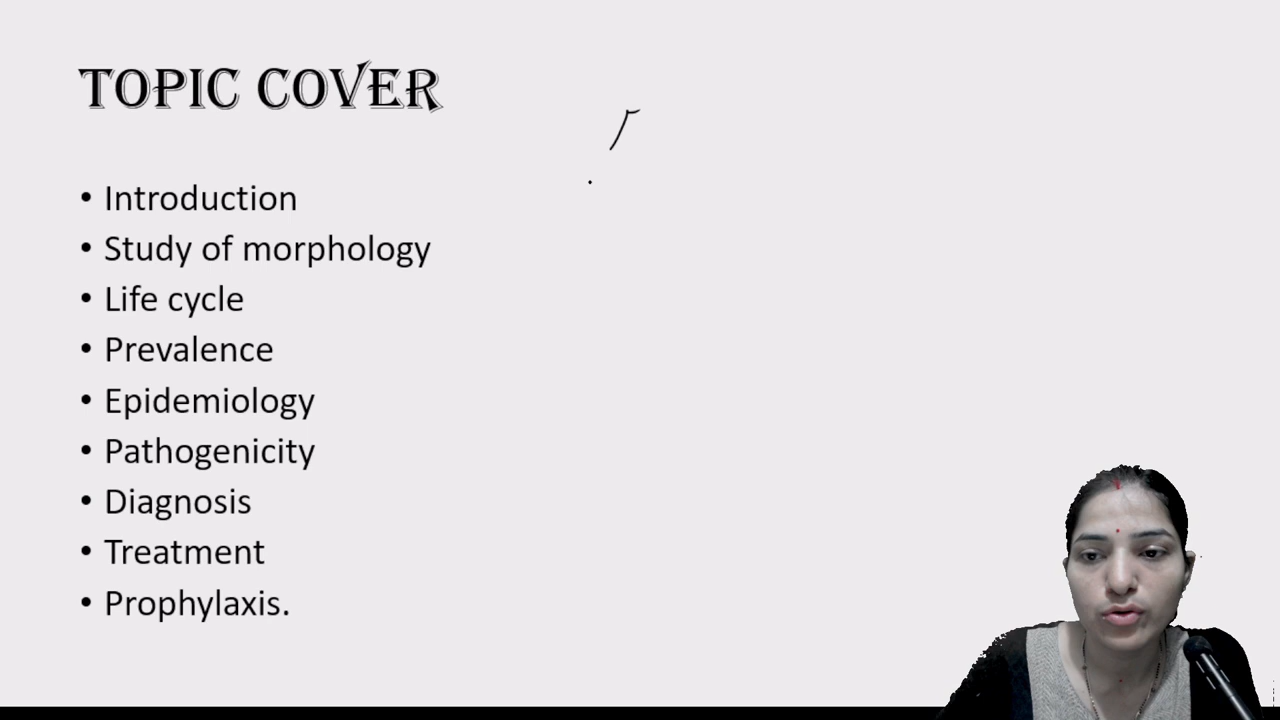 TOPIC COVER
• Introduction
• Study of morphology
• Life cycle
• Prevalence
• Epidemiology
• Pathogenicity
• Diagnosis
• Treatment
• Prophylaxis.